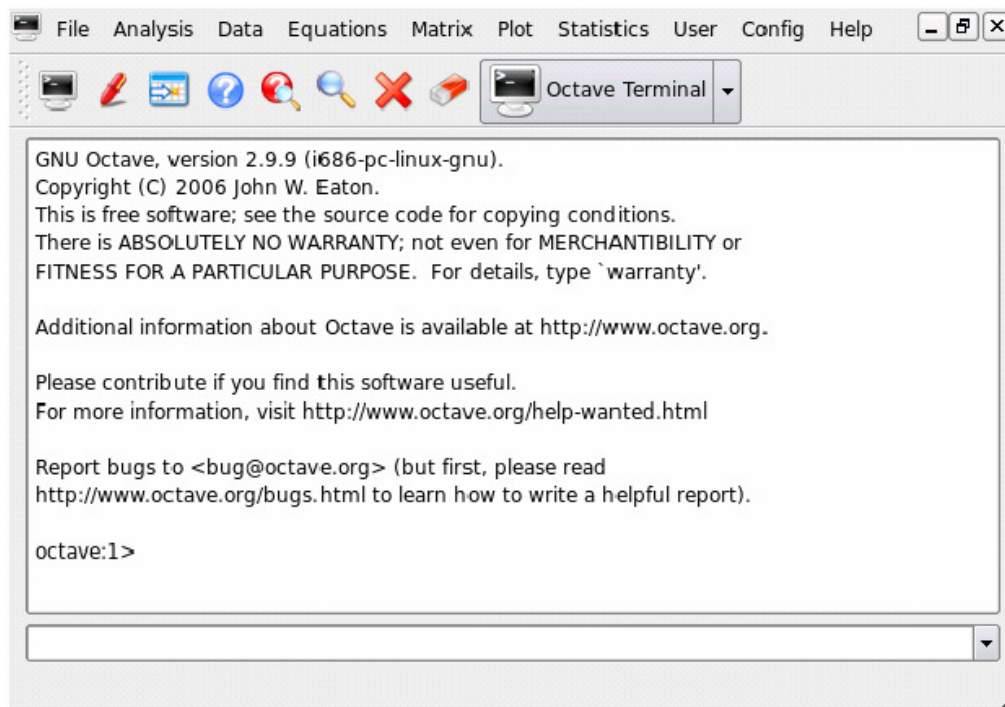 File Analysis Data Equations Matrix Plot Statistics User Config Help
Octave Terminal
GNU Octave, version 2.9.9 (i686-pc-linux-gnu).
Copyright (C) 2006 John W. Eaton.
This is free software; see the source code for copying conditions.
There is ABSOLUTELY NO WARRANTY; not even for MERCHANTIBILITY or
FITNESS FOR A PARTICULAR PURPOSE.  For details, type `warranty'.
Additional information about Octave is available at http://www.octave.org.
Please contribute if you find this software useful.
For more information, visit http://www.octave.org/help-wanted.html
Report bugs to <bug@octave.org> (but first, please read
http://www.octave.org/bugs.html to learn how to write a helpful report).
octave:1>